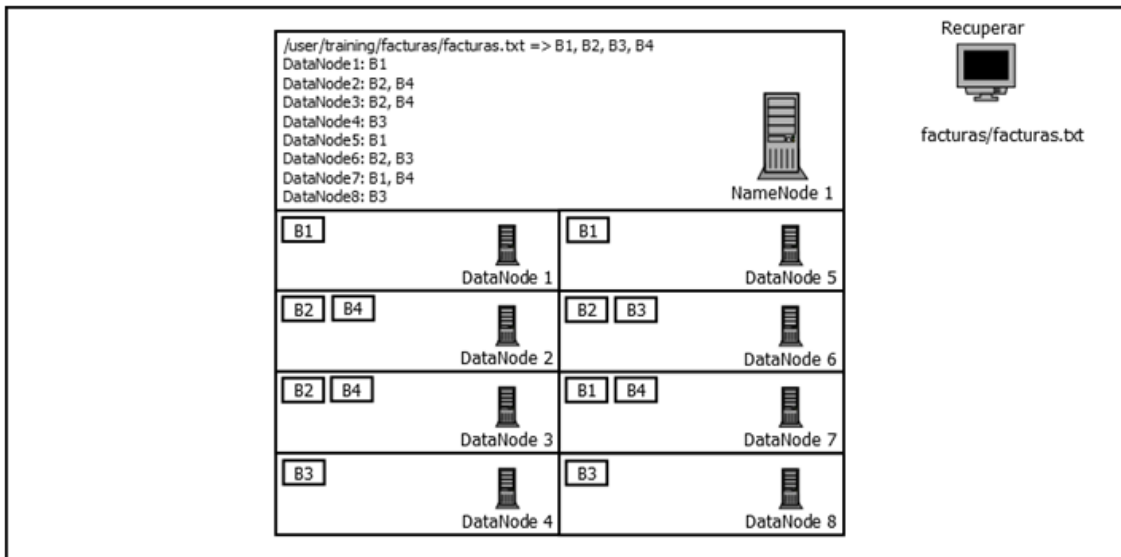 Recuperar
facturas/facturas.txt
/user/training/facturas/facturas.txt => B1, B2, B3, B4
DataNode1: B1
DataNode2: B2, B4
DataNode3: B2, B4
DataNode4: B3
DataNode5: B1
DataNode6: B2, B3
DataNode7: B1, B4
DataNode8: B3
NameNode 1
B1
DataNode 1
B1
DataNode 5
B2 B4
DataNode 2
B2 B3
DataNode 6
B2 B4
DataNode 3
B1 B4
DataNode 7
B3
DataNode 4
B3
DataNode 8